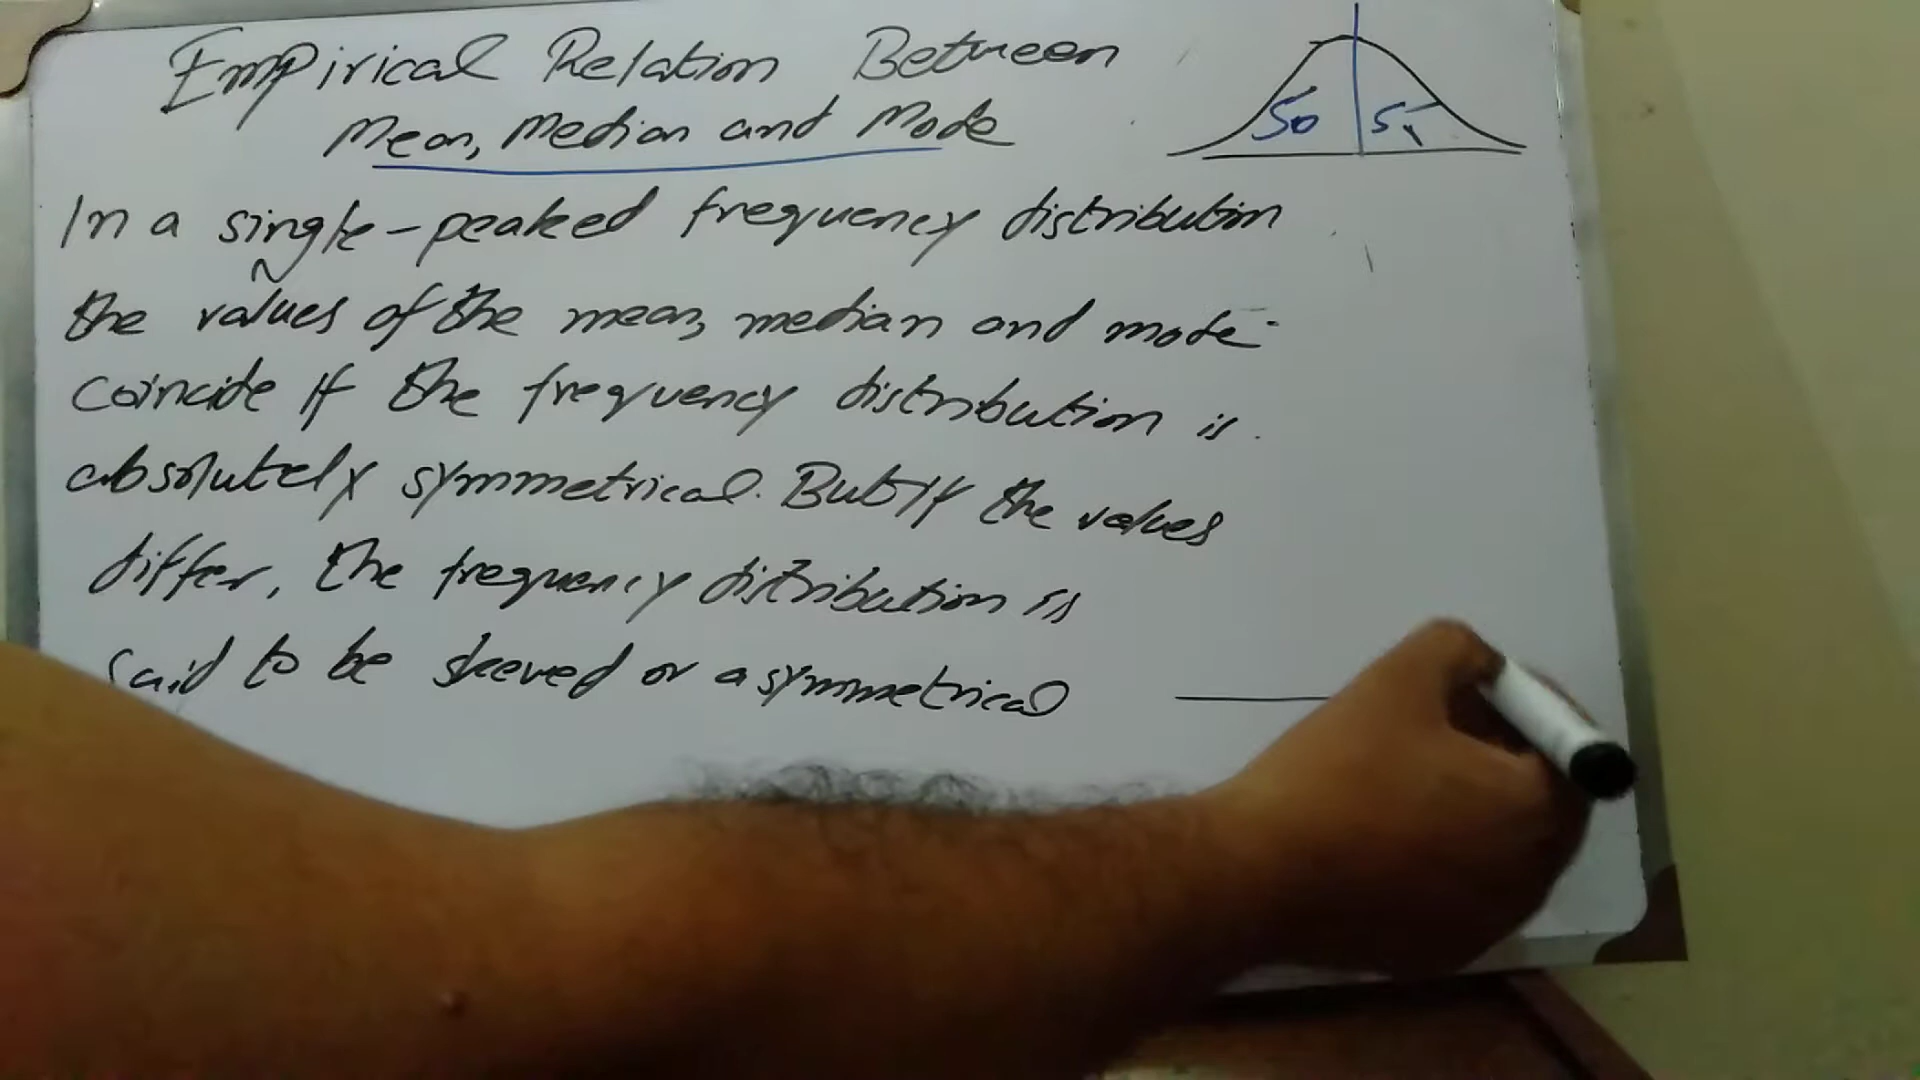 Empirical Relation Between
Mean, Median and Mode
50
In a single-peaked frequency distribution
the values of the mean, median and mode
coincide if the frequency distribution is
absolutely symmetrical. But if the values
differ, the frequency distribution is
said to be skewed or asymmetrical